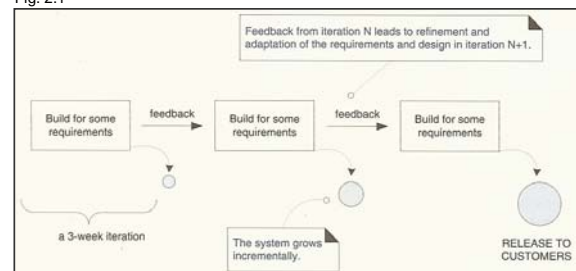 Fig. 2.1
Feedback from iteration N leads to refinement and
adaptation of the requirements and design in iteration N+1.
Build for some
requirements
feedback
Build for some
requirements
feedback
Build for some
requirements
a 3-week iteration
The system grows
incrementally.
RELEASE TO
CUSTOMERS